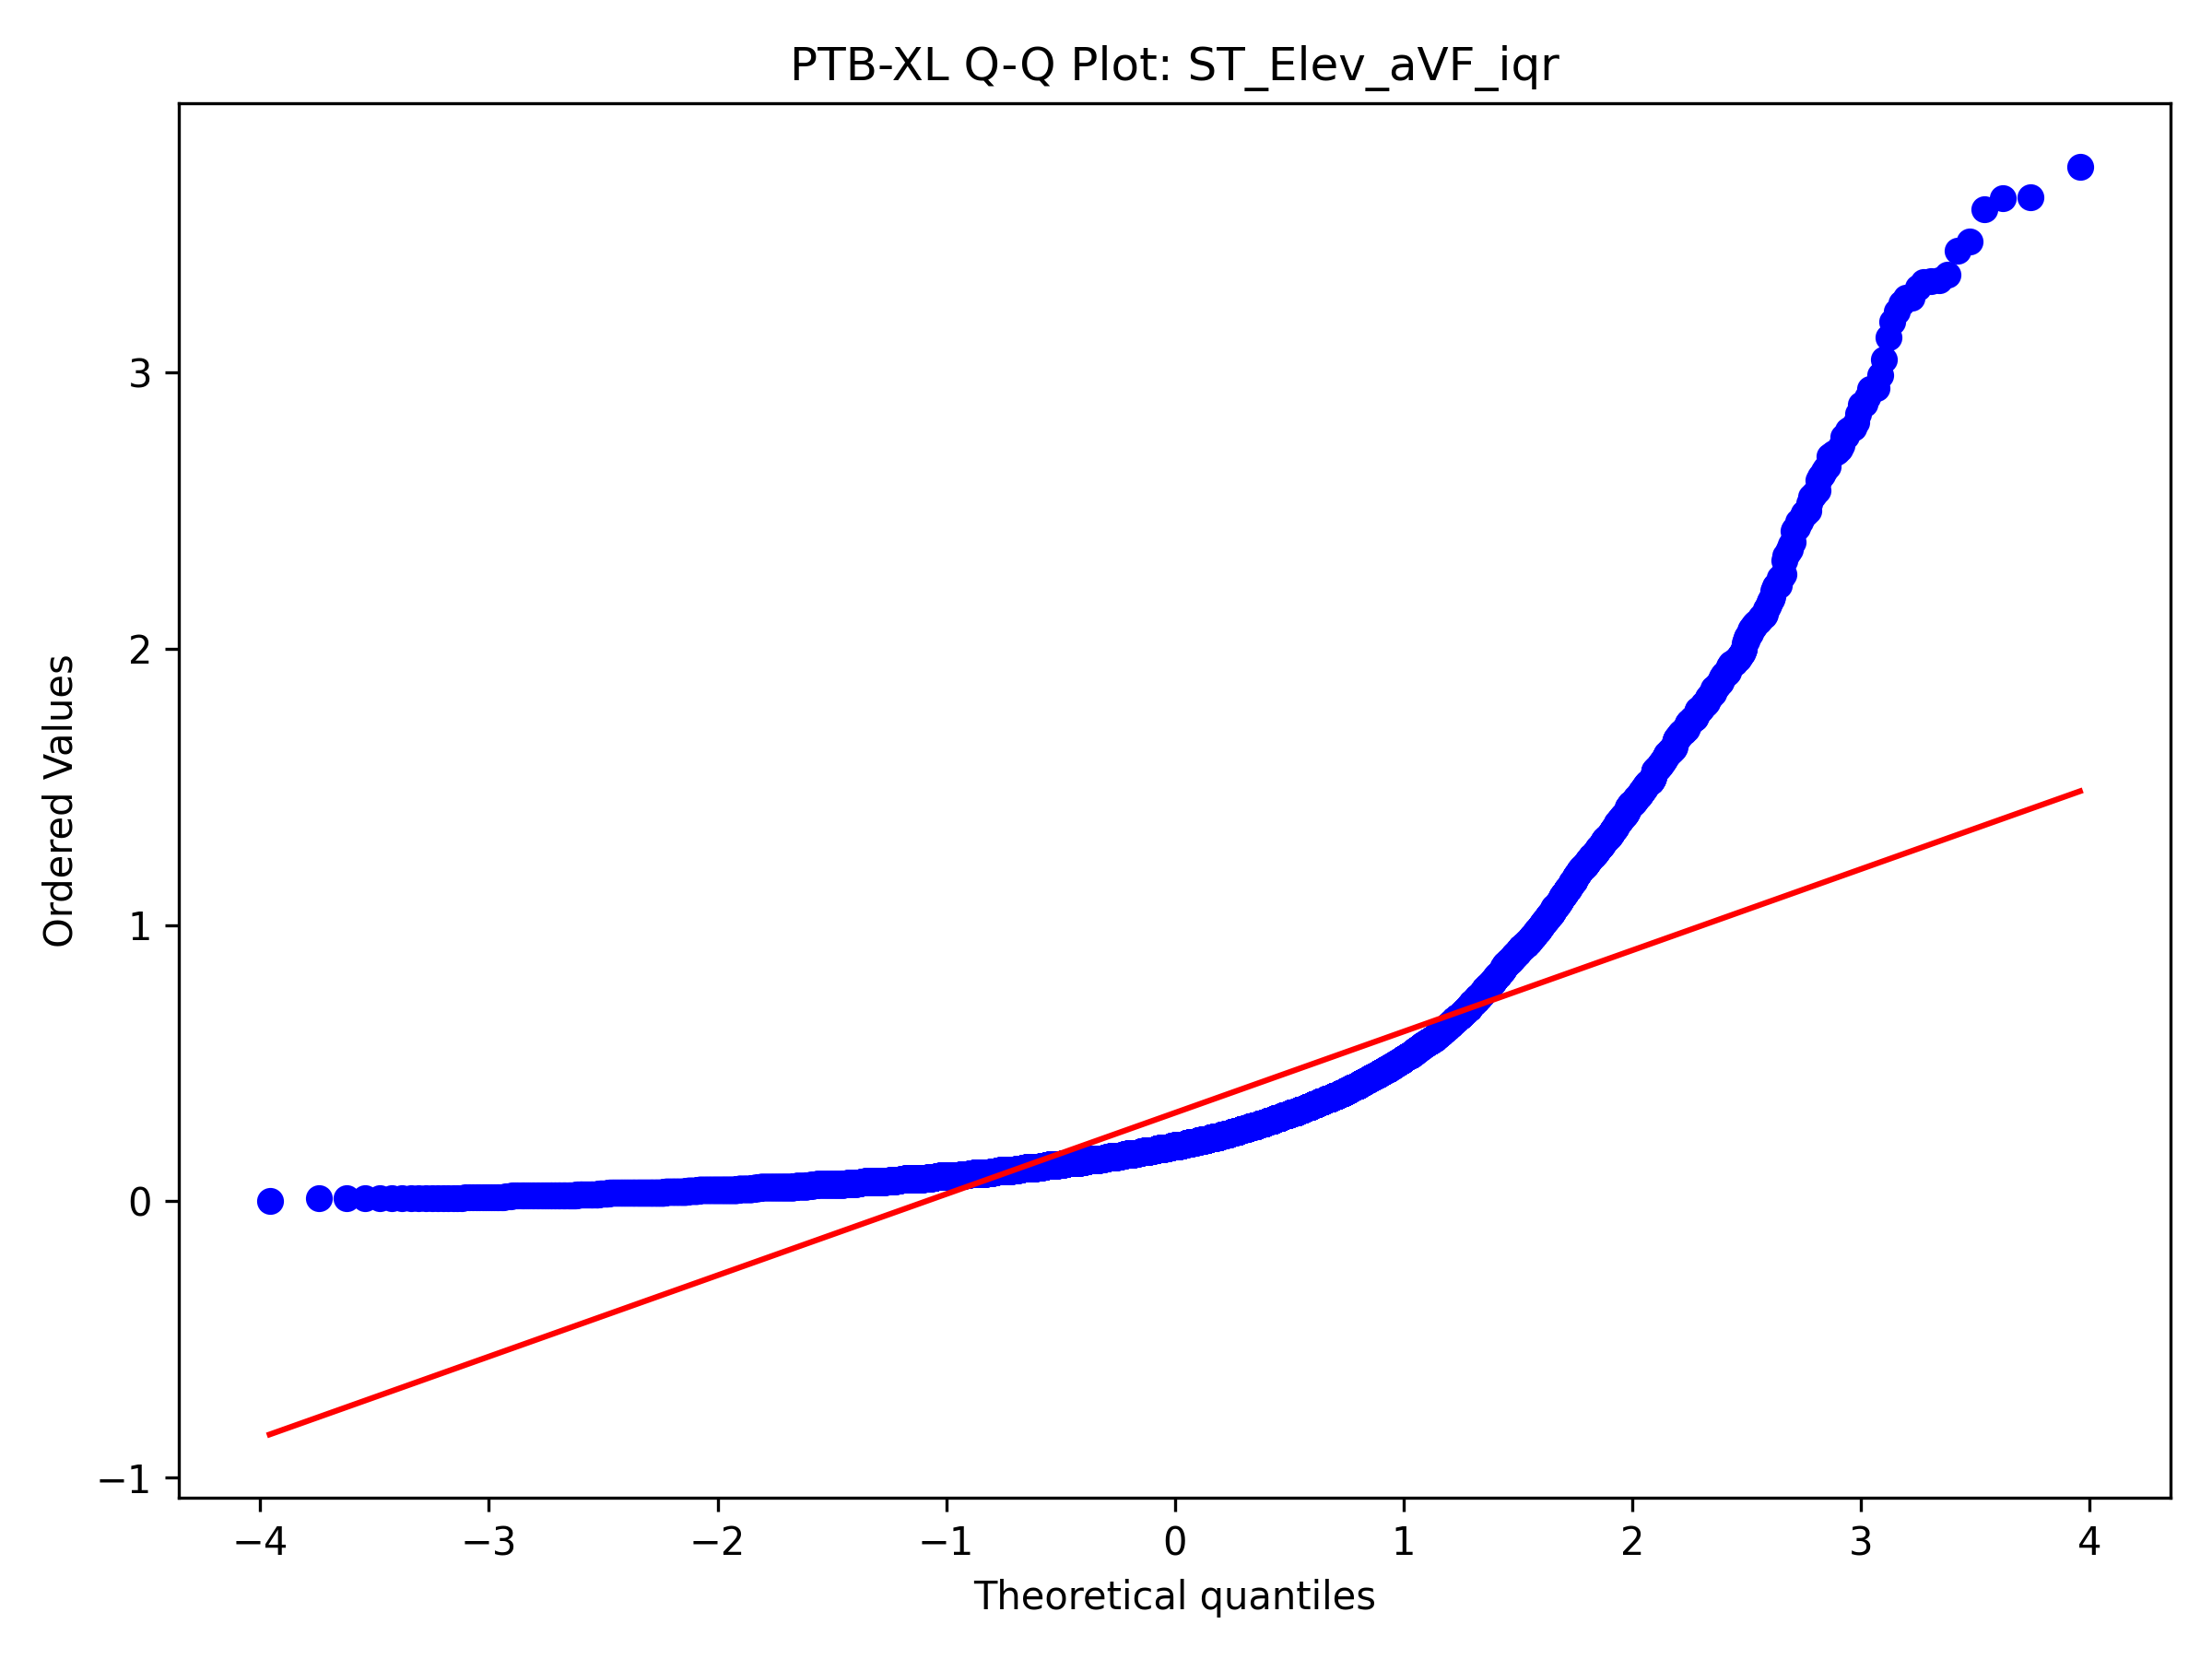 PTB-XL Q-Q Plot: ST_Elev_aVF_iqr
Ordered Values
3
2
1
0
−1
−4 −3 −2 −1 0 1 2 3 4
Theoretical quantiles